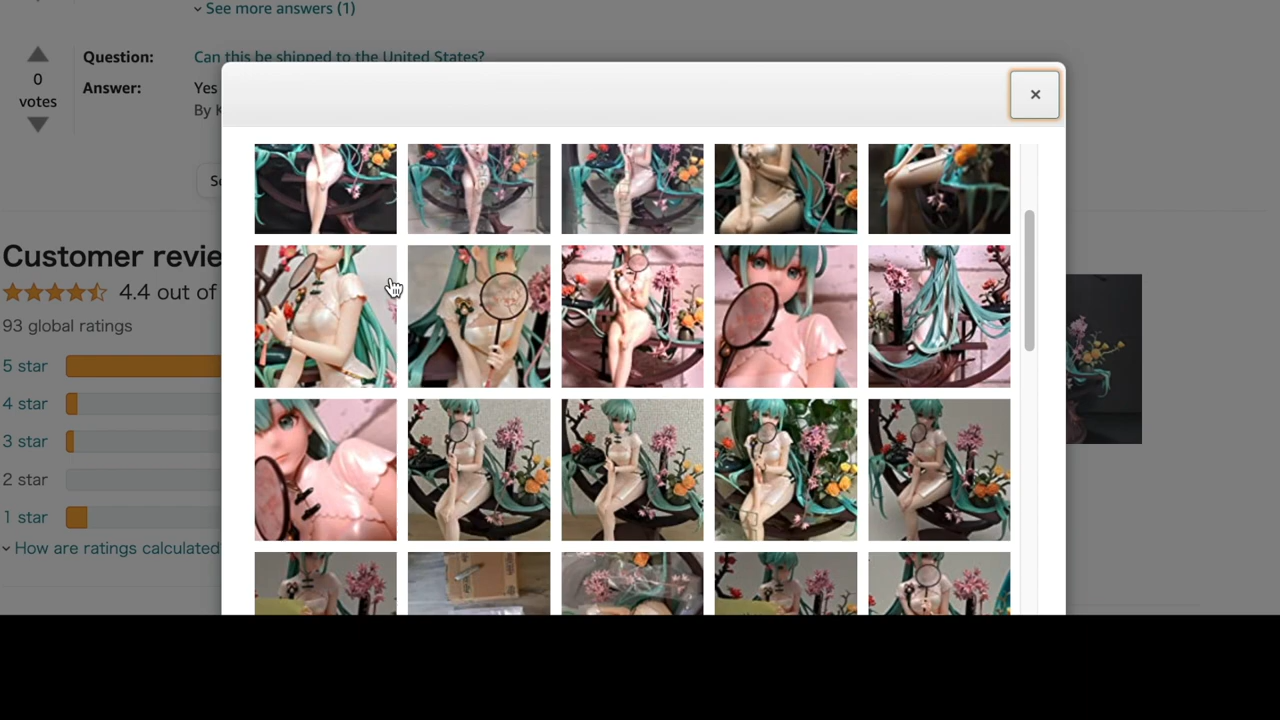 See more answers (1)
Question: Can this be shipped to the United States?
0
votes
Answer: Yes
By K
Customer revie
4.4 out of
93 global ratings
5 star
4 star
3 star
2 star
1 star
How are ratings calculated